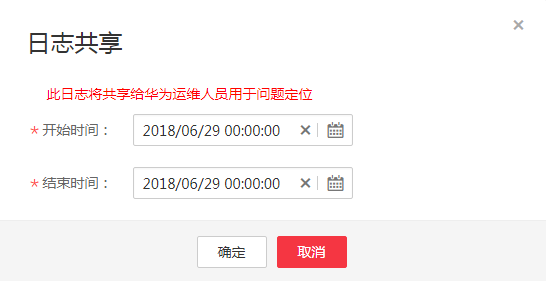 日志共享
此日志将共享给华为运维人员用于问题定位
* 开始时间： 2018/06/29 00:00:00
* 结束时间： 2018/06/29 00:00:00
确定 取消